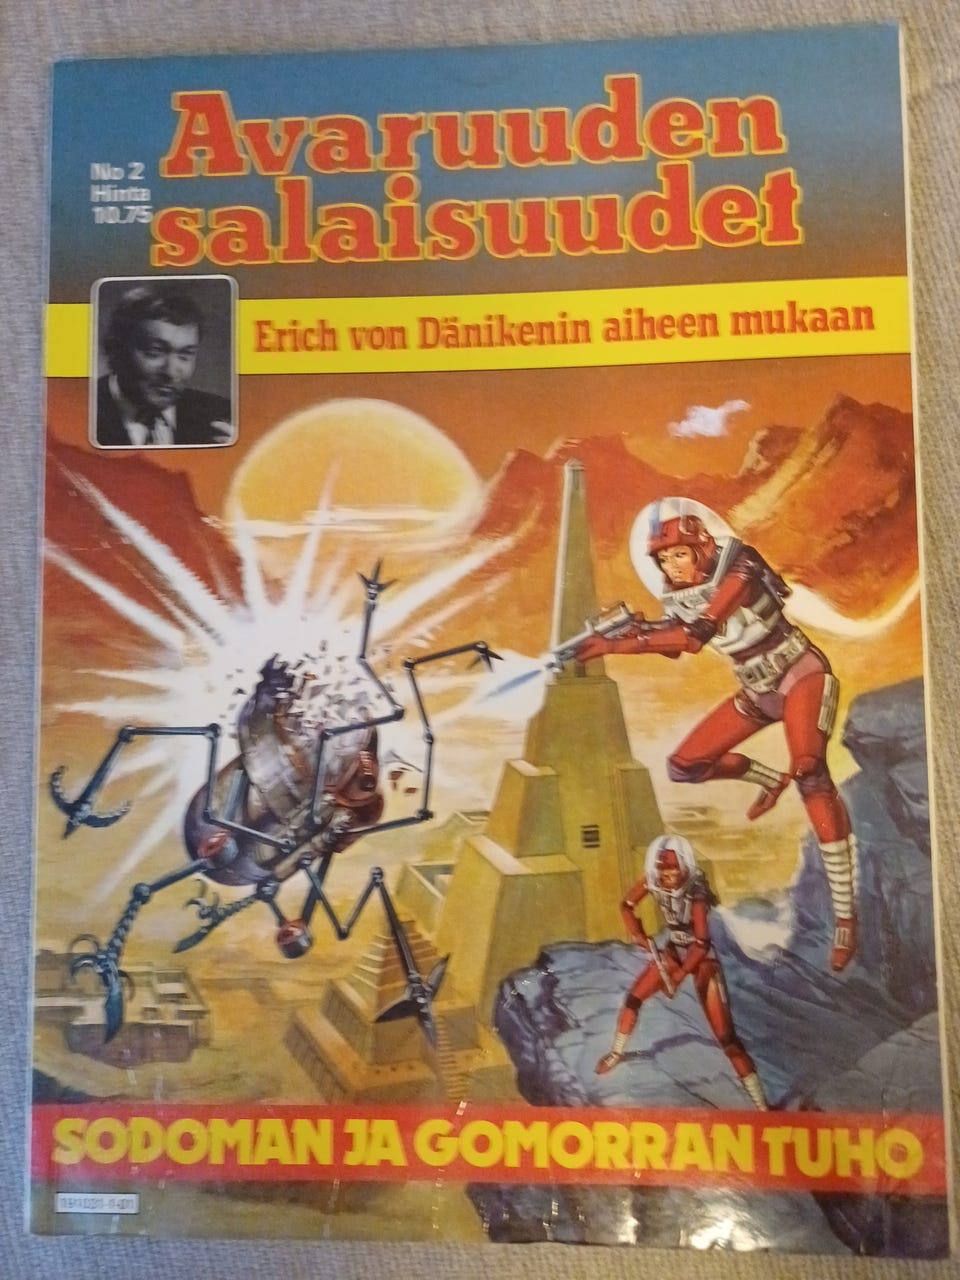 Avaruuden
salaisuudet
No 2
Hinta
10.75
Erich von Dänikenin aiheen mukaan
SODOMAN JA GOMORRAN TUHO